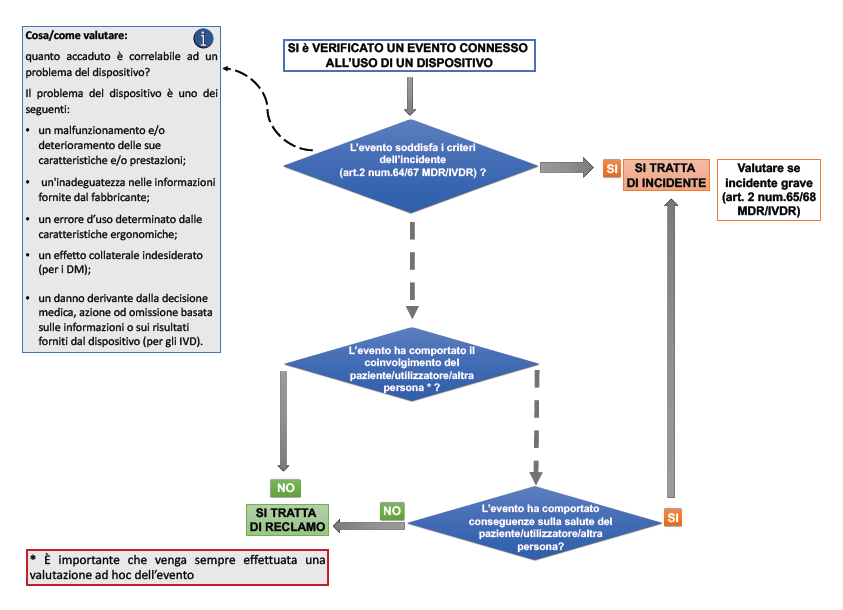 Cosa/come valutare:
i
quanto accaduto è correlabile ad un
problema del dispositivo?
Il problema del dispositivo è uno dei
seguenti:
• un malfunzionamento e/o
deterioramento delle sue
caratteristiche e/o prestazioni;
• un'inadeguatezza nelle informazioni
fornite dal fabbricante;
• un errore d'uso determinato dalle
caratteristiche ergonomiche;
• un effetto collaterale indesiderato
(per i DM);
• un danno derivante dalla decisione
medica, azione od omissione basata
sulle informazioni o sui risultati
forniti dal dispositivo (per gli IVD).
SI è VERIFICATO UN EVENTO CONNESSO
ALL'USO DI UN DISPOSITIVO
L'evento soddisfa i criteri
dell'incidente
(art.2 num.64/67 MDR/IVDR) ?
SI
SI TRATTA
DI INCIDENTE
Valutare se
incidente grave
(art. 2 num.65/68
MDR/IVDR)
L'evento ha comportato il
coinvolgimento del
paziente/utilizzatore/altra
persona * ?
NO
SI TRATTA
DI RECLAMO
NO
L'evento ha comportato
conseguenze sulla salute del
paziente/utilizzatore/altra
persona?
SI
* È importante che venga sempre effettuata una
valutazione ad hoc dell'evento